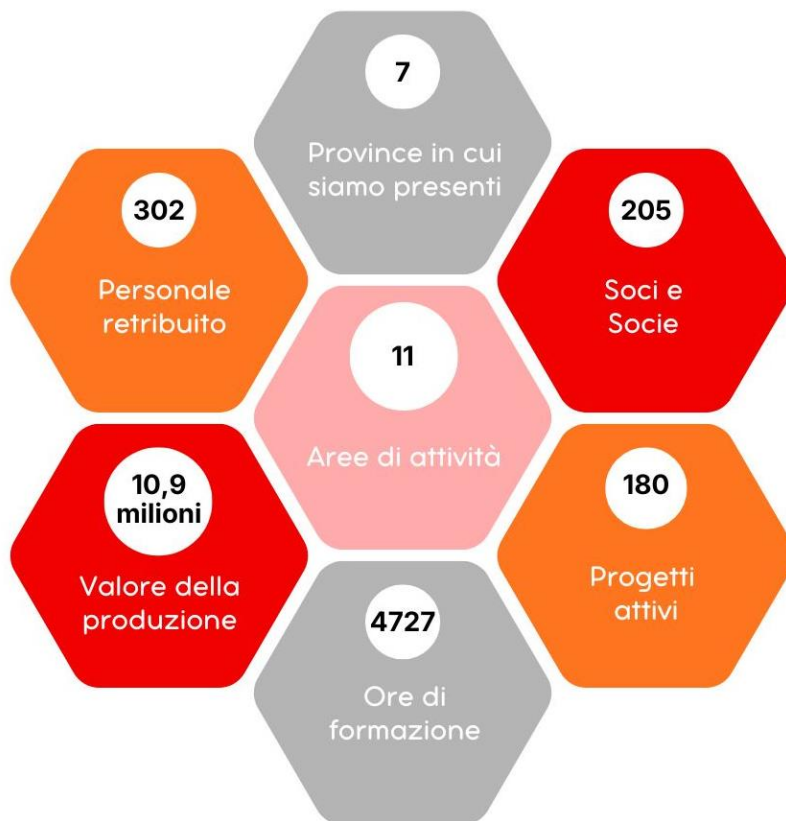 7
Province in cui
siamo presenti
302
Personale
retribuito
205
Soci e
Socie
11
Aree di attività
10,9
milioni
Valore della
produzione
180
Progetti
attivi
4727
Ore di
formazione